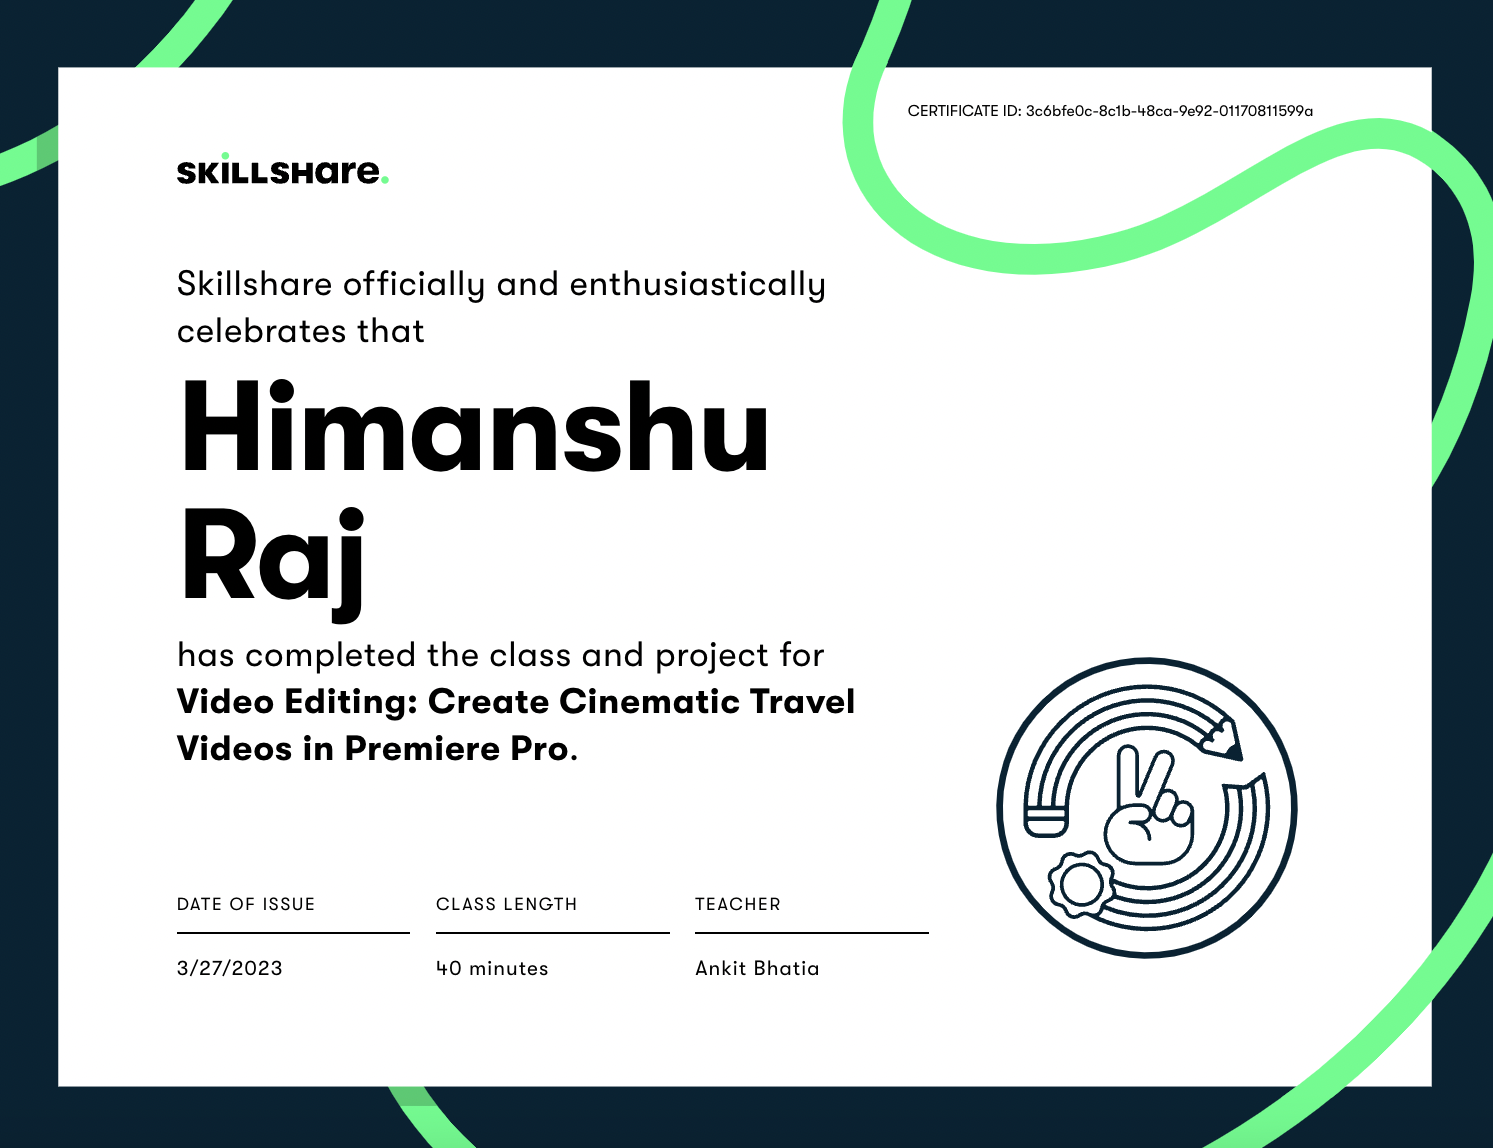 CERTIFICATE ID: 3c6bfe0c-8c1b-48ca-9e92-01170811599a
SKiLLSHare.
Skillshare officially and enthusiastically
celebrates that
Himanshu
Raj
has completed the class and project for
Video Editing: Create Cinematic Travel
Videos in Premiere Pro.
DATE OF ISSUE
CLASS LENGTH
TEACHER
3/27/2023
40 minutes
Ankit Bhatia